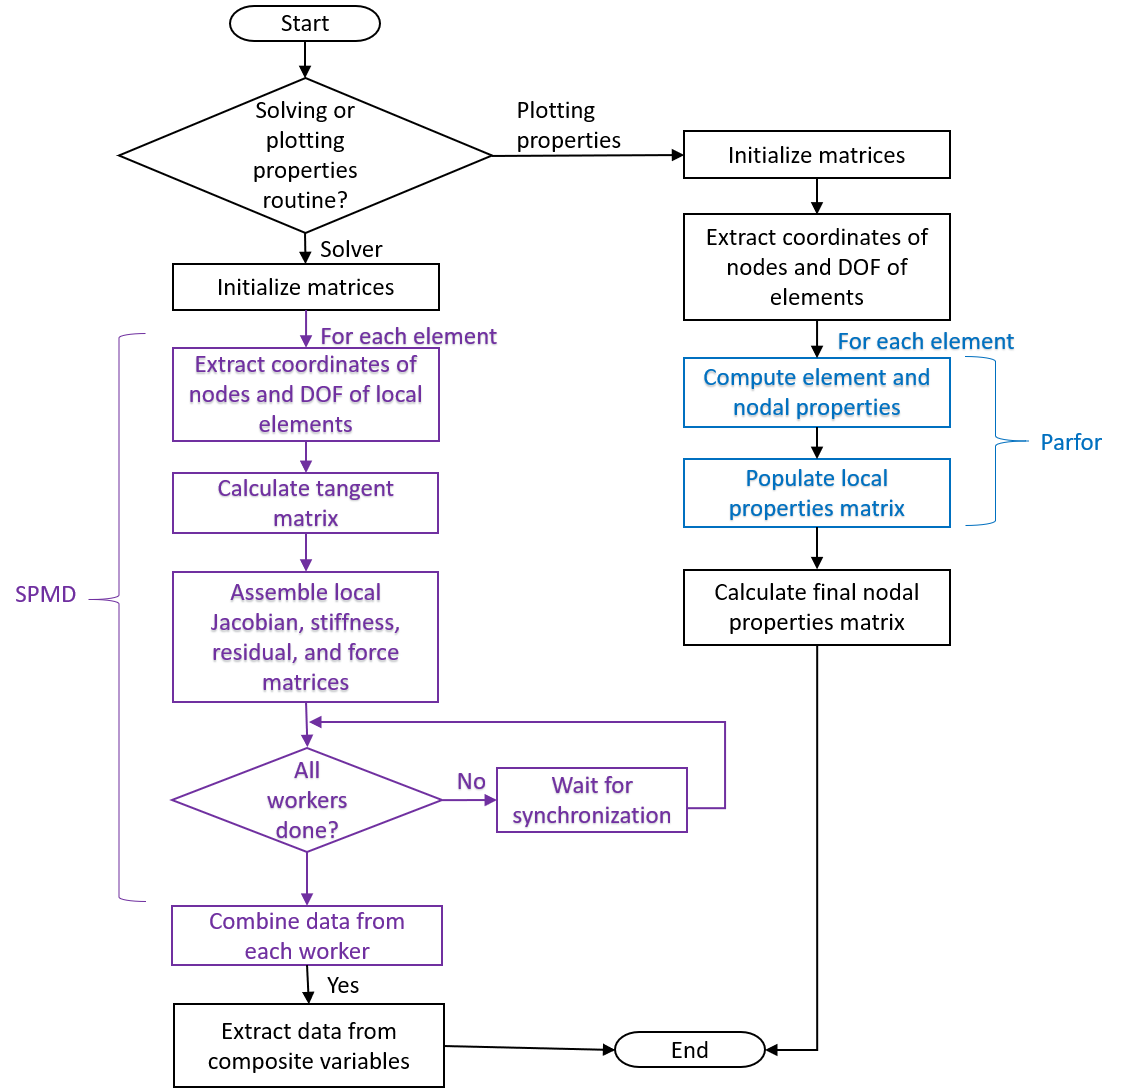 Start
Solving or
plotting
properties
routine?
Plotting
properties
Solver
Initialize matrices
For each element
Extract coordinates of
nodes and DOF of local
elements
Calculate tangent
matrix
Assemble local
Jacobian, stiffness,
residual, and force
matrices
SPMD
All
workers
done?
No
Wait for
synchronization
Combine data from
each worker
Yes
Extract data from
composite variables
Initialize matrices
Extract coordinates of
nodes and DOF of
elements
For each element
Compute element and
nodal properties
Populate local
properties matrix
Parfor
Calculate final nodal
properties matrix
End